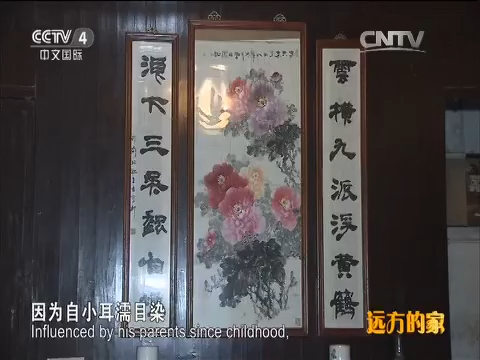 CCTV 4
中文国际
CNTV
雲橫九派浮黃鶴
浪下三吳起白
因为自小耳濡目染
Influenced by his parents since childhood,
远方的家